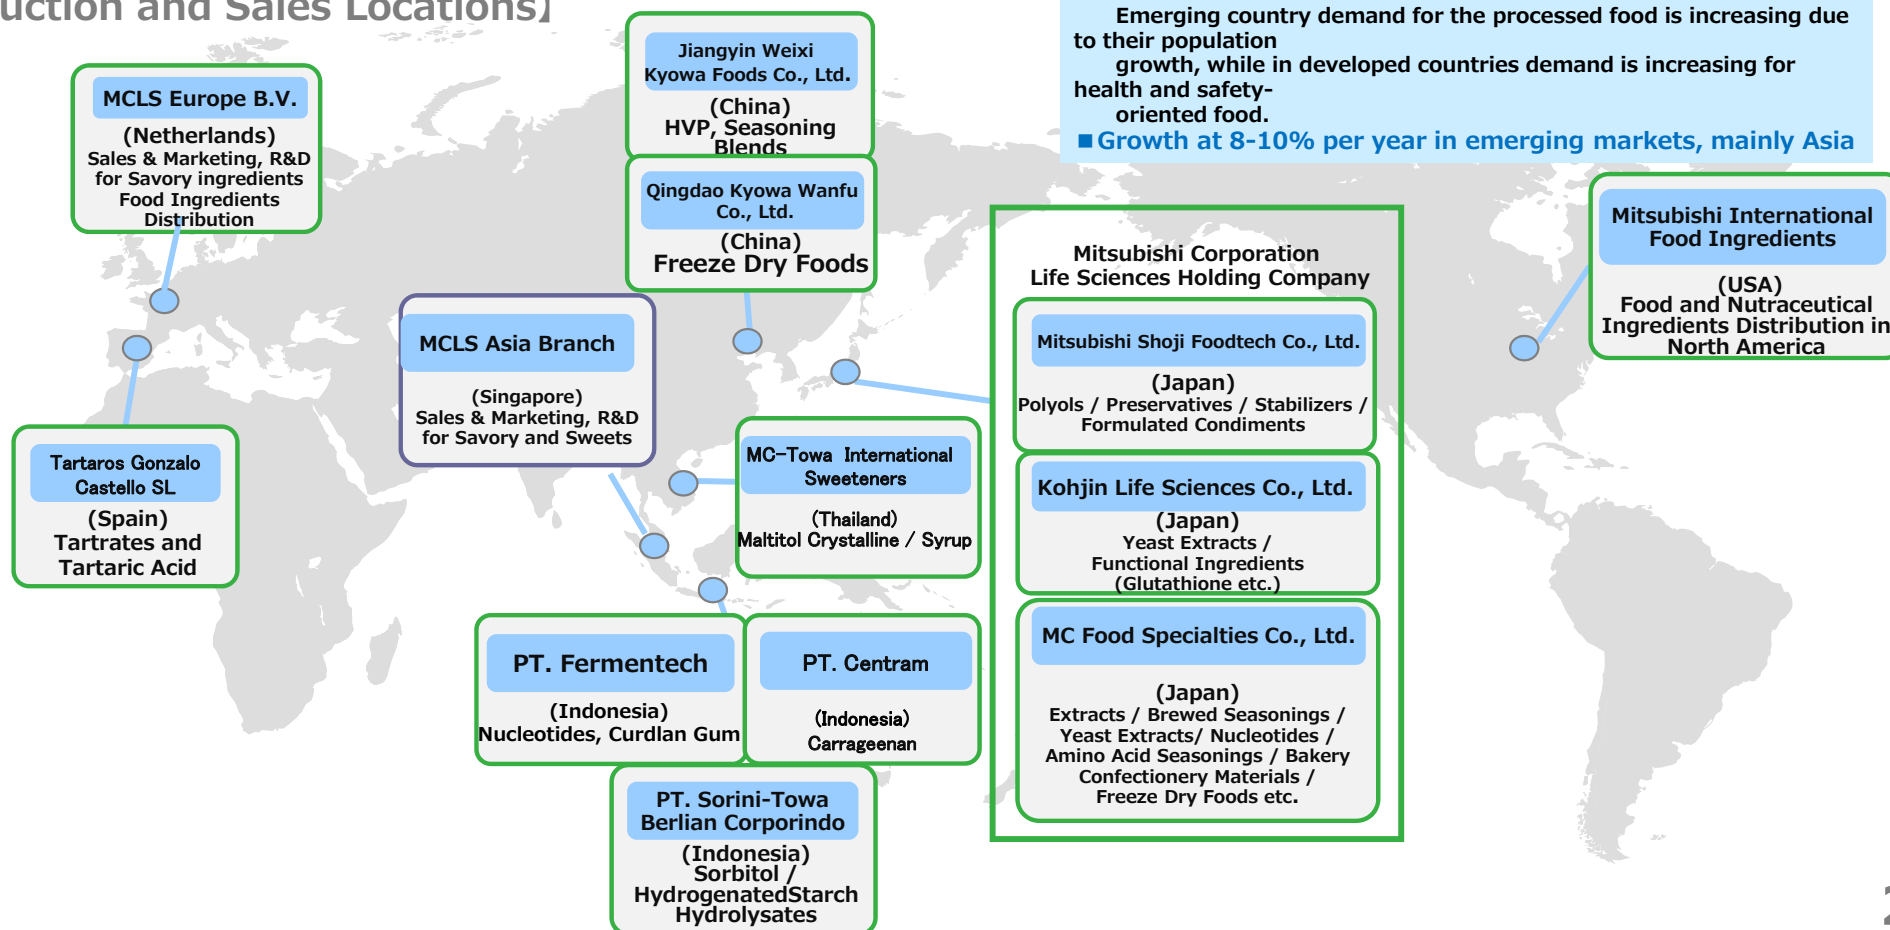 uction and Sales Locations】
Emerging country demand for the processed food is increasing due
to their population
growth, while in developed countries demand is increasing for
health and safety-
oriented food.
■Growth at 8-10% per year in emerging markets, mainly Asia
MCLS Europe B.V.
(Netherlands)
Sales & Marketing, R&D
for Savory ingredients
Food Ingredients
Distribution
Jiangyin Weixi
Kyowa Foods Co., Ltd.
(China)
HVP, Seasoning
Blends
Qingdao Kyowa Wanfu
Co., Ltd.
(China)
Freeze Dry Foods
Mitsubishi International
Food Ingredients
(USA)
Food and Nutraceutical
Ingredients Distribution in
North America
Mitsubishi Corporation
Life Sciences Holding Company
Mitsubishi Shoji Foodtech Co., Ltd.
(Japan)
Polyols / Preservatives / Stabilizers /
Formulated Condiments
Kohjin Life Sciences Co., Ltd.
(Japan)
Yeast Extracts /
Functional Ingredients
(Glutathione etc.)
MC Food Specialties Co., Ltd.
(Japan)
Extracts / Brewed Seasonings /
Yeast Extracts/ Nucleotides /
Amino Acid Seasonings / Bakery
Confectionery Materials /
Freeze Dry Foods etc.
MCLS Asia Branch
(Singapore)
Sales & Marketing, R&D
for Savory and Sweets
Tartaros Gonzalo
Castello SL
(Spain)
Tartrates and
Tartaric Acid
MC-Towa International
Sweeteners
(Thailand)
Maltitol Crystalline / Syrup
PT. Fermentech
(Indonesia)
Nucleotides, Curdlan Gum
PT. Centram
(Indonesia)
Carrageenan
PT. Sorini-Towa
Berlian Corporindo
(Indonesia)
Sorbitol /
HydrogenatedStarch
Hydrolysates